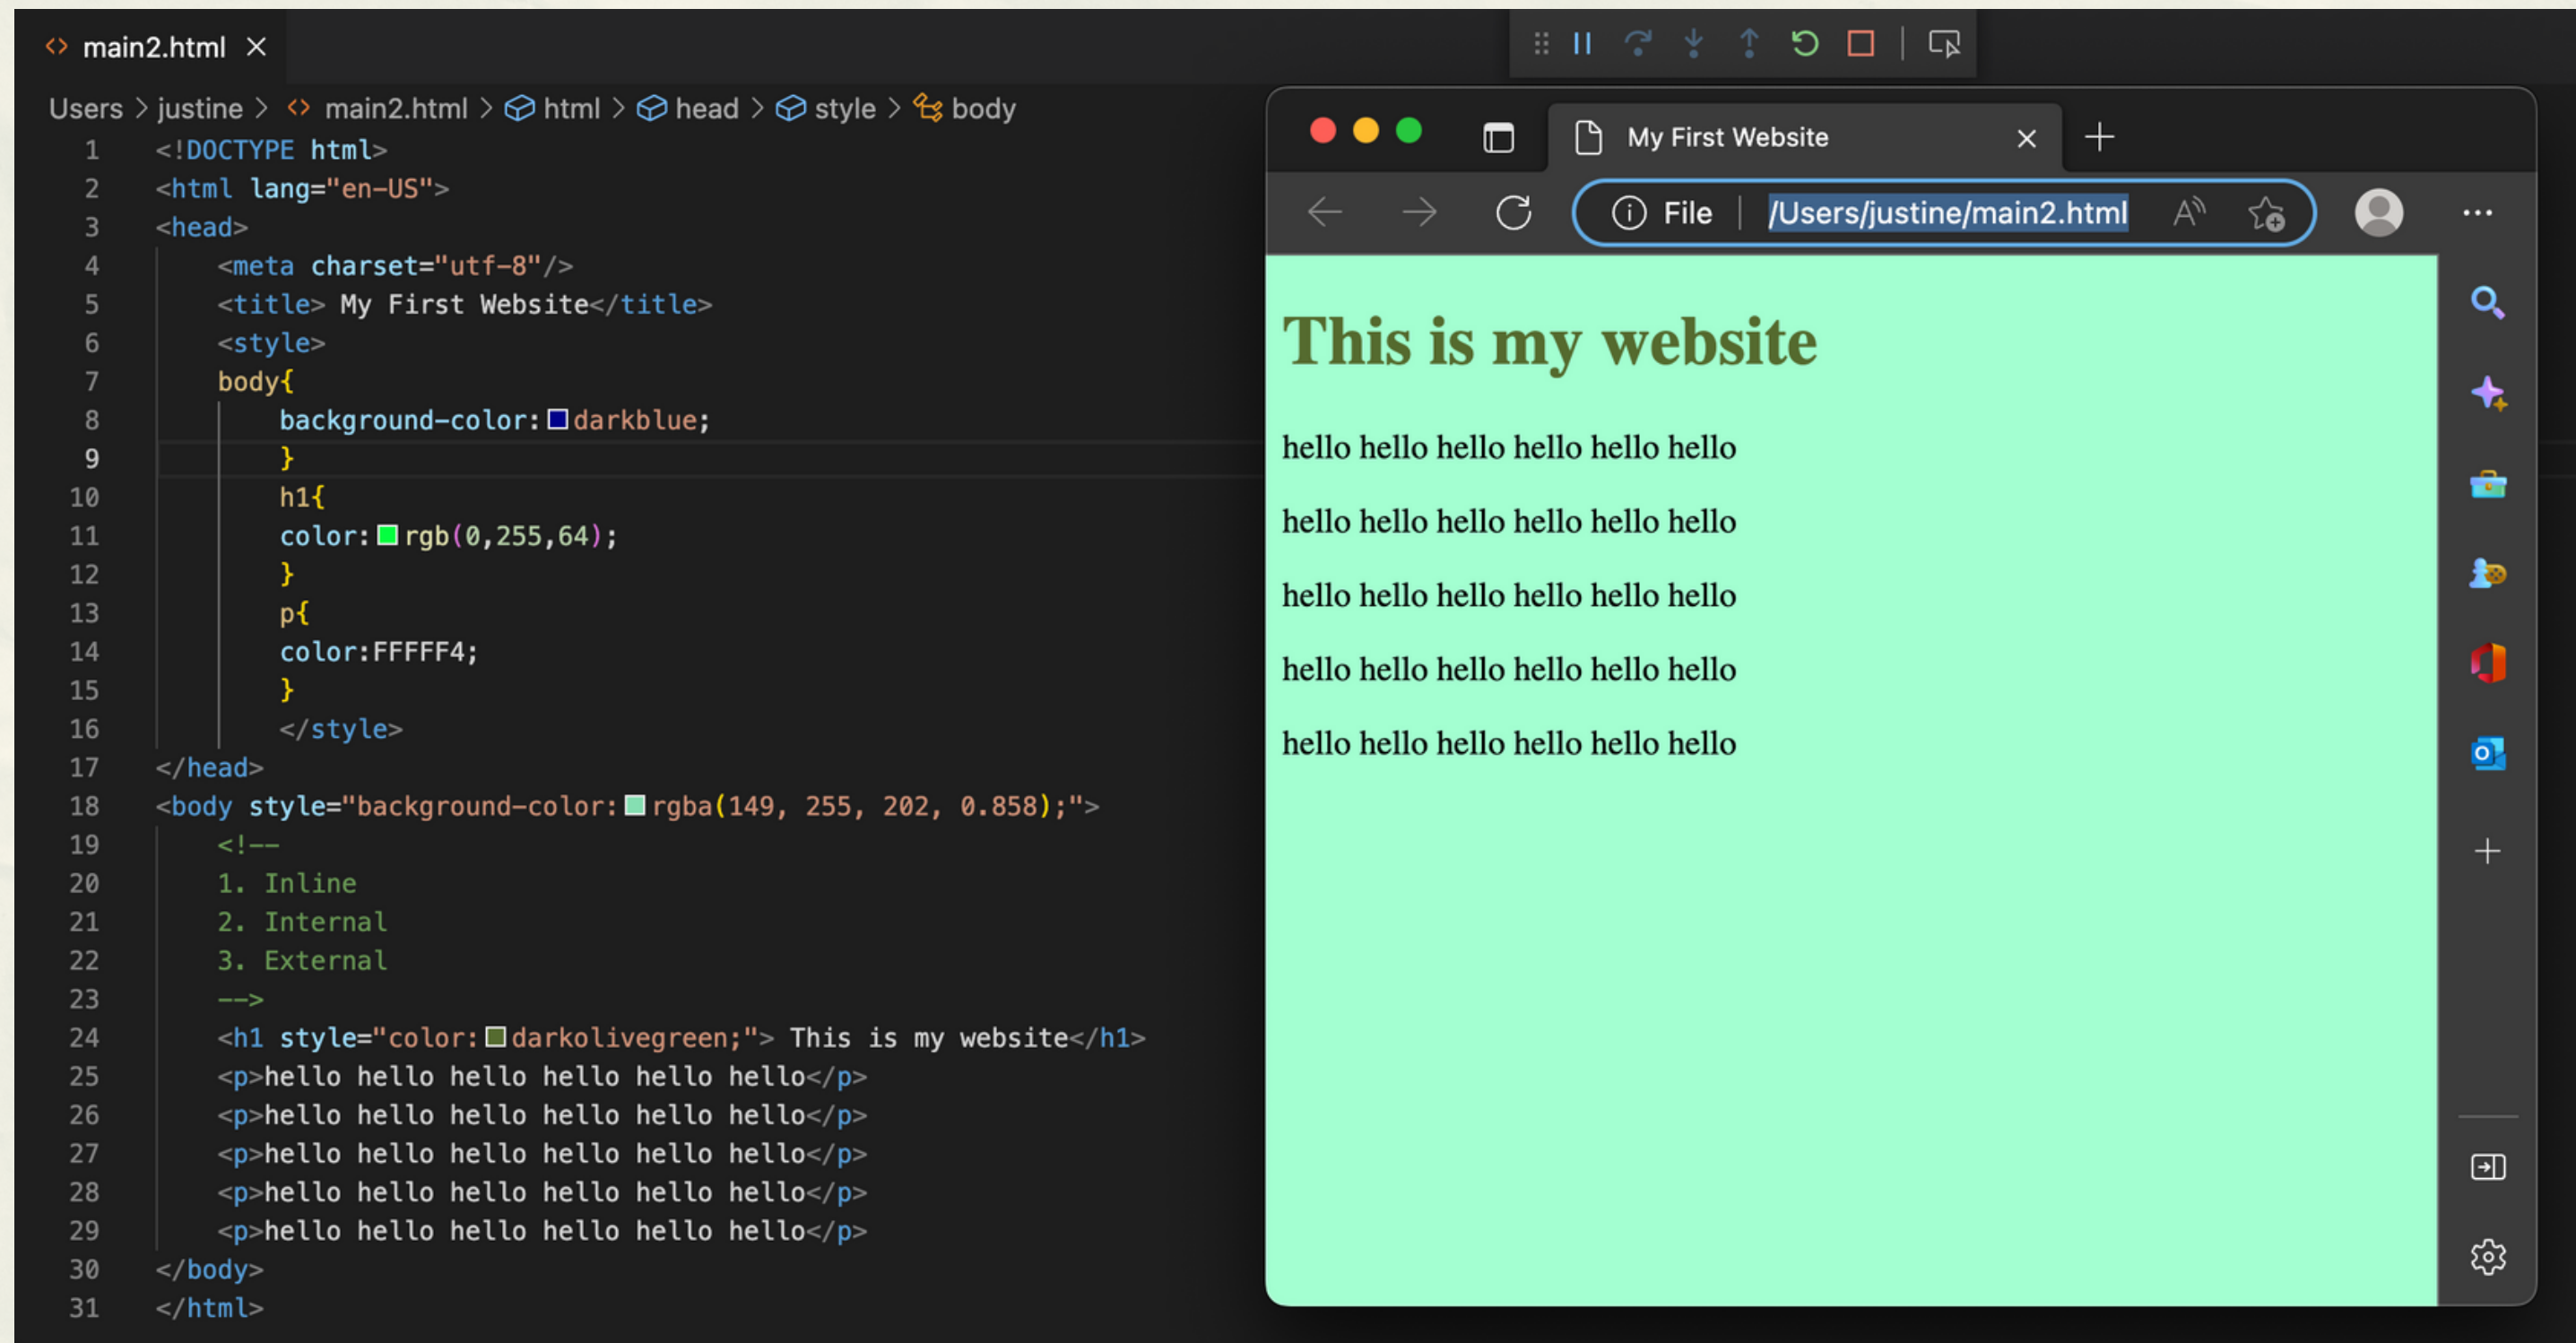 main2.html
Users > justine > main2.html > html > head > style > body
1 <!DOCTYPE html>
2 <html lang="en-US">
3 <head>
4 <meta charset="utf-8"/>
5 <title> My First Website</title>
6 <style>
7 body{
8 background-color: darkblue;
9 }
10 h1{
11 color: rgb(0,255,64);
12 }
13 p{
14 color:FFFFF4;
15 }
16 </style>
17 </head>
18 <body style="background-color: rgba(149, 255, 202, 0.858);">
19 <!--
20 1. Inline
21 2. Internal
22 3. External
23 -->
24 <h1 style="color: darkolivegreen;"> This is my website</h1>
25 <p>hello hello hello hello hello hello</p>
26 <p>hello hello hello hello hello hello</p>
27 <p>hello hello hello hello hello hello</p>
28 <p>hello hello hello hello hello hello</p>
29 <p>hello hello hello hello hello hello</p>
30 </body>
31 </html>
My First Website
File | /Users/justine/main2.html
This is my website
hello hello hello hello hello hello
hello hello hello hello hello hello
hello hello hello hello hello hello
hello hello hello hello hello hello
hello hello hello hello hello hello